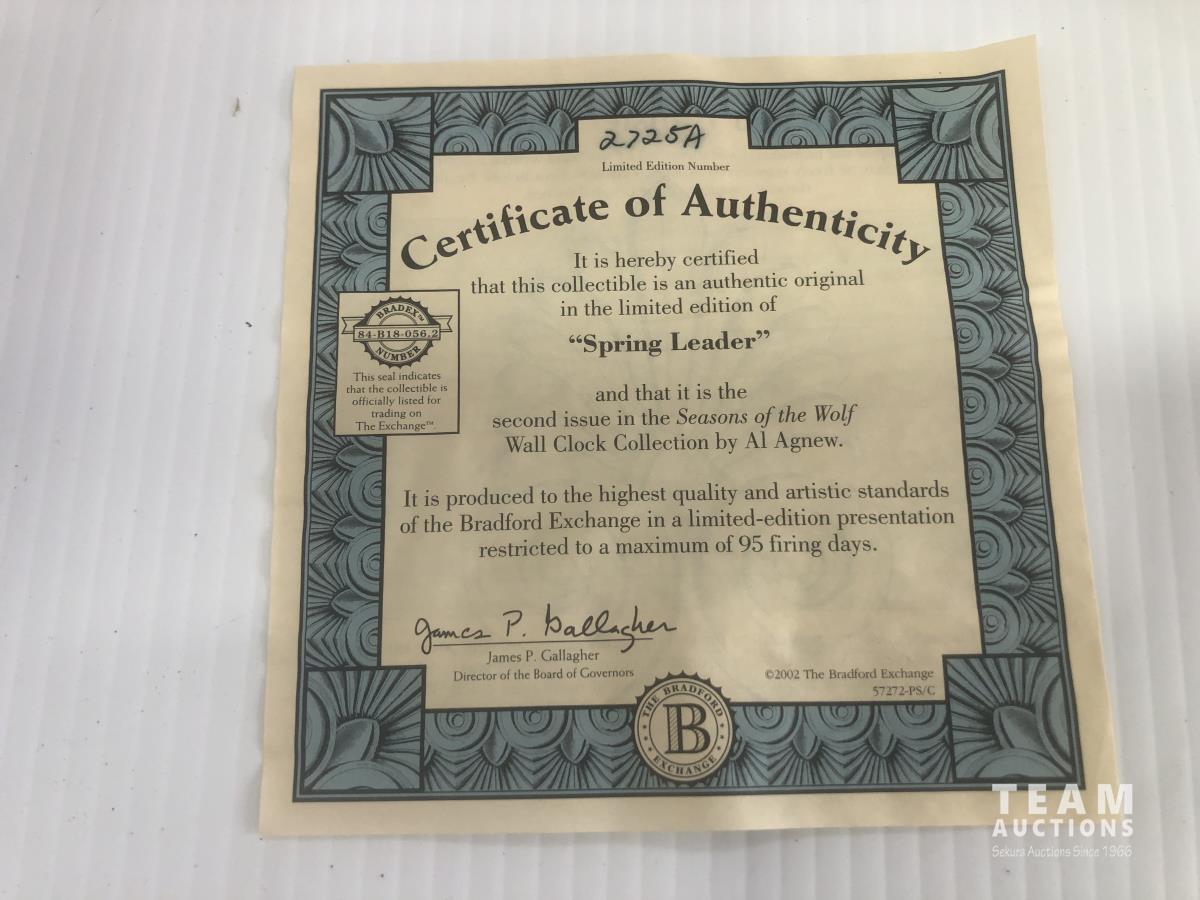 2725A
Limited Edition Number
Certificate of Authenticity
It is hereby certified
that this collectible is an authentic original
in the limited edition of
“Spring Leader”
and that it is the
second issue in the Seasons of the Wolf
Wall Clock Collection by Al Agnew.
BRADEX™
84-B18-056.2
NUMBER
This seal indicates
that the collectible is
officially listed for
trading on
The Exchange™.
It is produced to the highest quality and artistic standards
of the Bradford Exchange in a limited-edition presentation
restricted to a maximum of 95 firing days.
James P. Gallagher
James P. Gallagher
Director of the Board of Governors
©2002 The Bradford Exchange
57272-PS/C
THE BRADFORD
B
EXCHANGE
TEAM
AUCTIONS
Sekura Auctions Since 1966